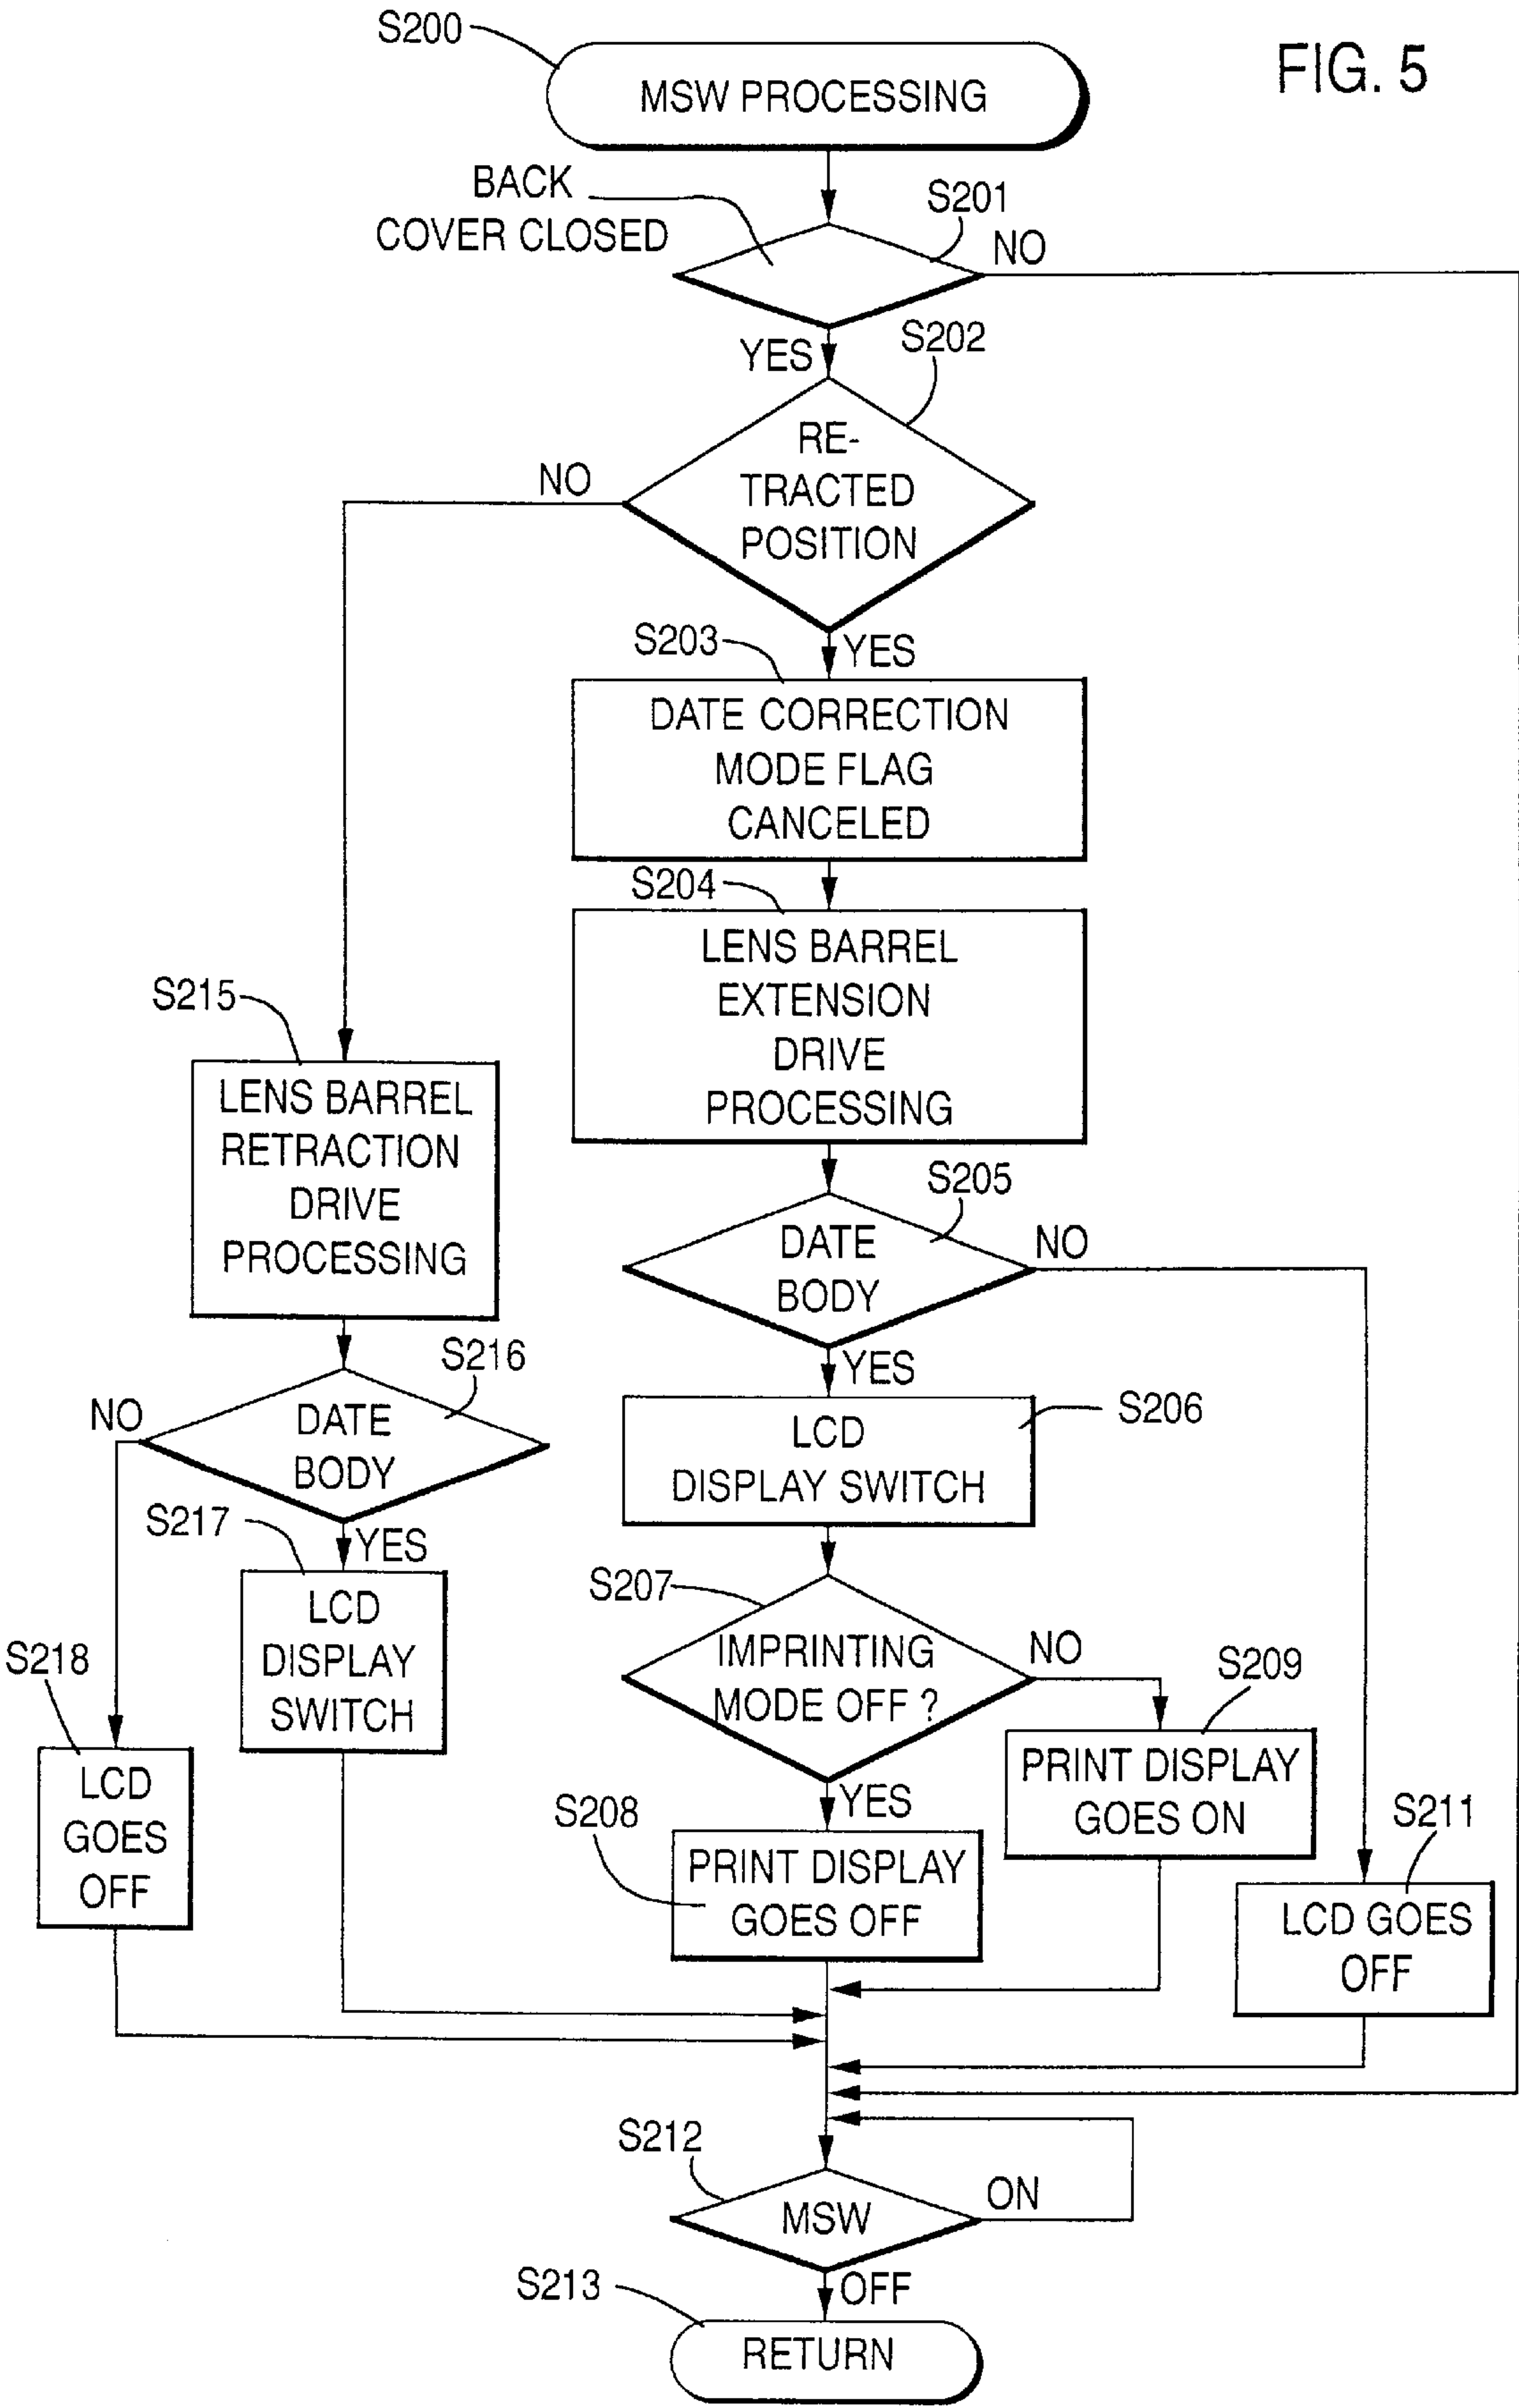 S200
FIG. 5
MSW PROCESSING
BACK
COVER CLOSED
S201
NO
YES
S202
RE-
TRACTED
POSITION
NO
S203
YES
DATE CORRECTION
MODE FLAG
CANCELED
S204
LENS BARREL
EXTENSION
DRIVE
PROCESSING
S215
LENS BARREL
RETRACTION
DRIVE
PROCESSING
S205
DATE
BODY
NO
YES
S216
DATE
BODY
NO
YES
S206
LCD
DISPLAY SWITCH
S217
LCD
DISPLAY
SWITCH
S207
IMPRINTING
MODE OFF ?
NO
YES
S218
LCD
GOES
OFF
S209
PRINT DISPLAY
GOES ON
S208
PRINT DISPLAY
GOES OFF
S211
LCD GOES
OFF
S212
MSW
ON
OFF
S213
RETURN